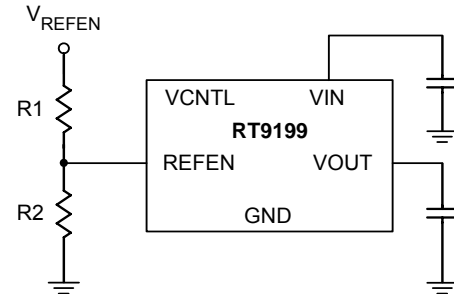 VREFEN
R1
VCNTL VIN
RT9199
REFEN VOUT
R2
GND